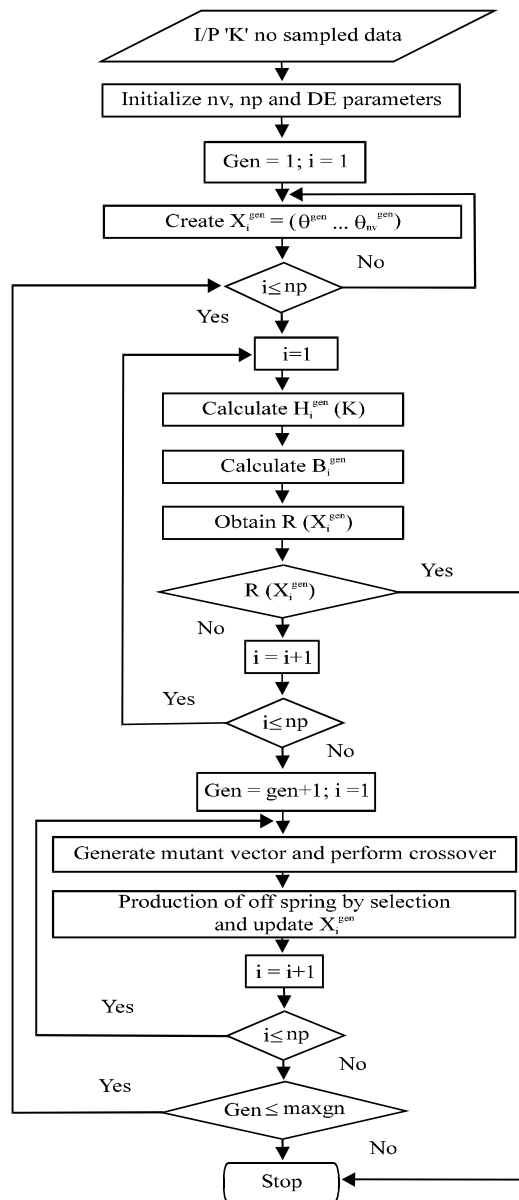 I/P 'K' no sampled data
Initialize nv, np and DE parameters
Gen = 1; i = 1
Create X_i^gen = (θ^gen ... θ_nv^gen)
No
i≤ np
Yes
i=1
Calculate H_i^gen (K)
Calculate B_i^gen
Obtain R (X_i^gen)
Yes
R (X_i^gen)
No
i = i+1
Yes
i≤ np
No
Gen = gen+1; i =1
Generate mutant vector and perform crossover
Production of off spring by selection
and update X_i^gen
i = i+1
Yes
i≤ np
No
Yes
Gen ≤ maxgn
No
Stop